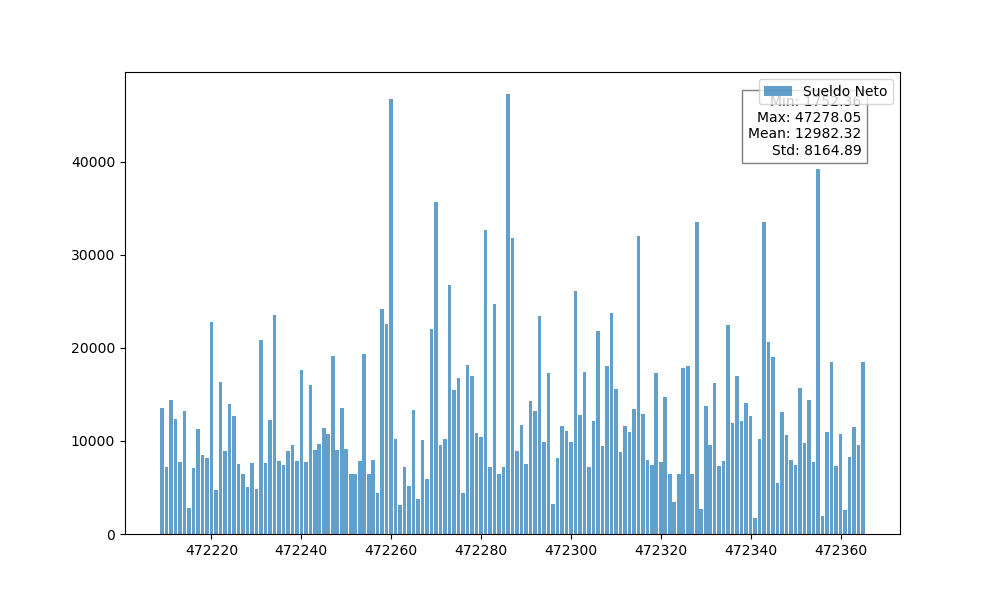 Sueldo Neto
Min: 1752.36
Max: 47278.05
Mean: 12982.32
Std: 8164.89
40000
30000
20000
10000
0
472220 472240 472260 472280 472300 472320 472340 472360